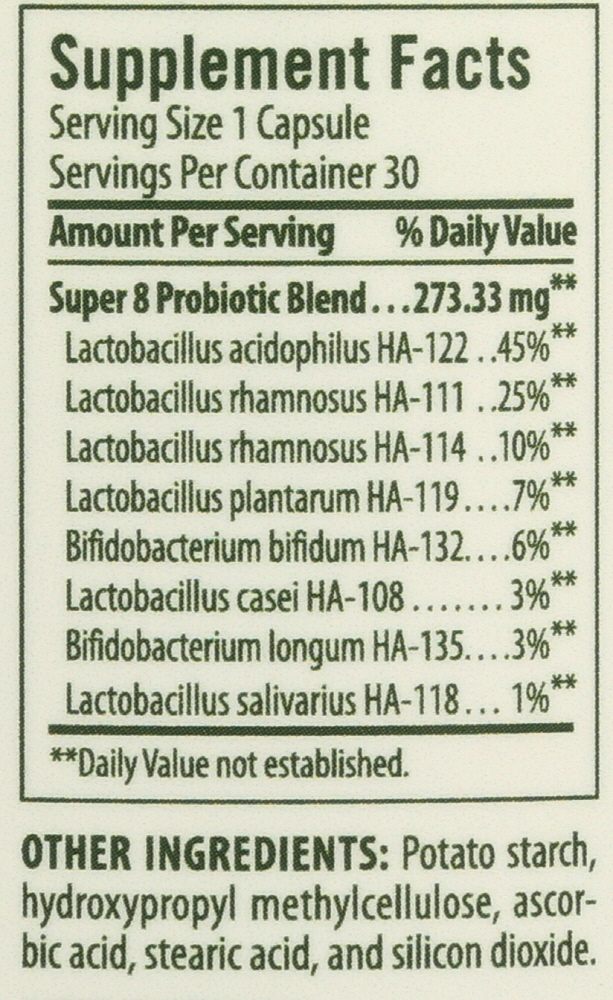 Supplement Facts
Serving Size 1 Capsule
Servings Per Container 30
Amount Per Serving % Daily Value
Super 8 Probiotic Blend...273.33 mg**
Lactobacillus acidophilus HA-122 ..45%**
Lactobacillus rhamnosus HA-111 ..25%**
Lactobacillus rhamnosus HA-114 ..10%**
Lactobacillus plantarum HA-119....7%**
Bifidobacterium bifidum HA-132....6%**
Lactobacillus casei HA-108 .......3%**
Bifidobacterium longum HA-135....3%**
Lactobacillus salivarius HA-118... 1%**
**Daily Value not established.
OTHER INGREDIENTS: Potato starch,
hydroxypropyl methylcellulose, ascor-
bic acid, stearic acid, and silicon dioxide.